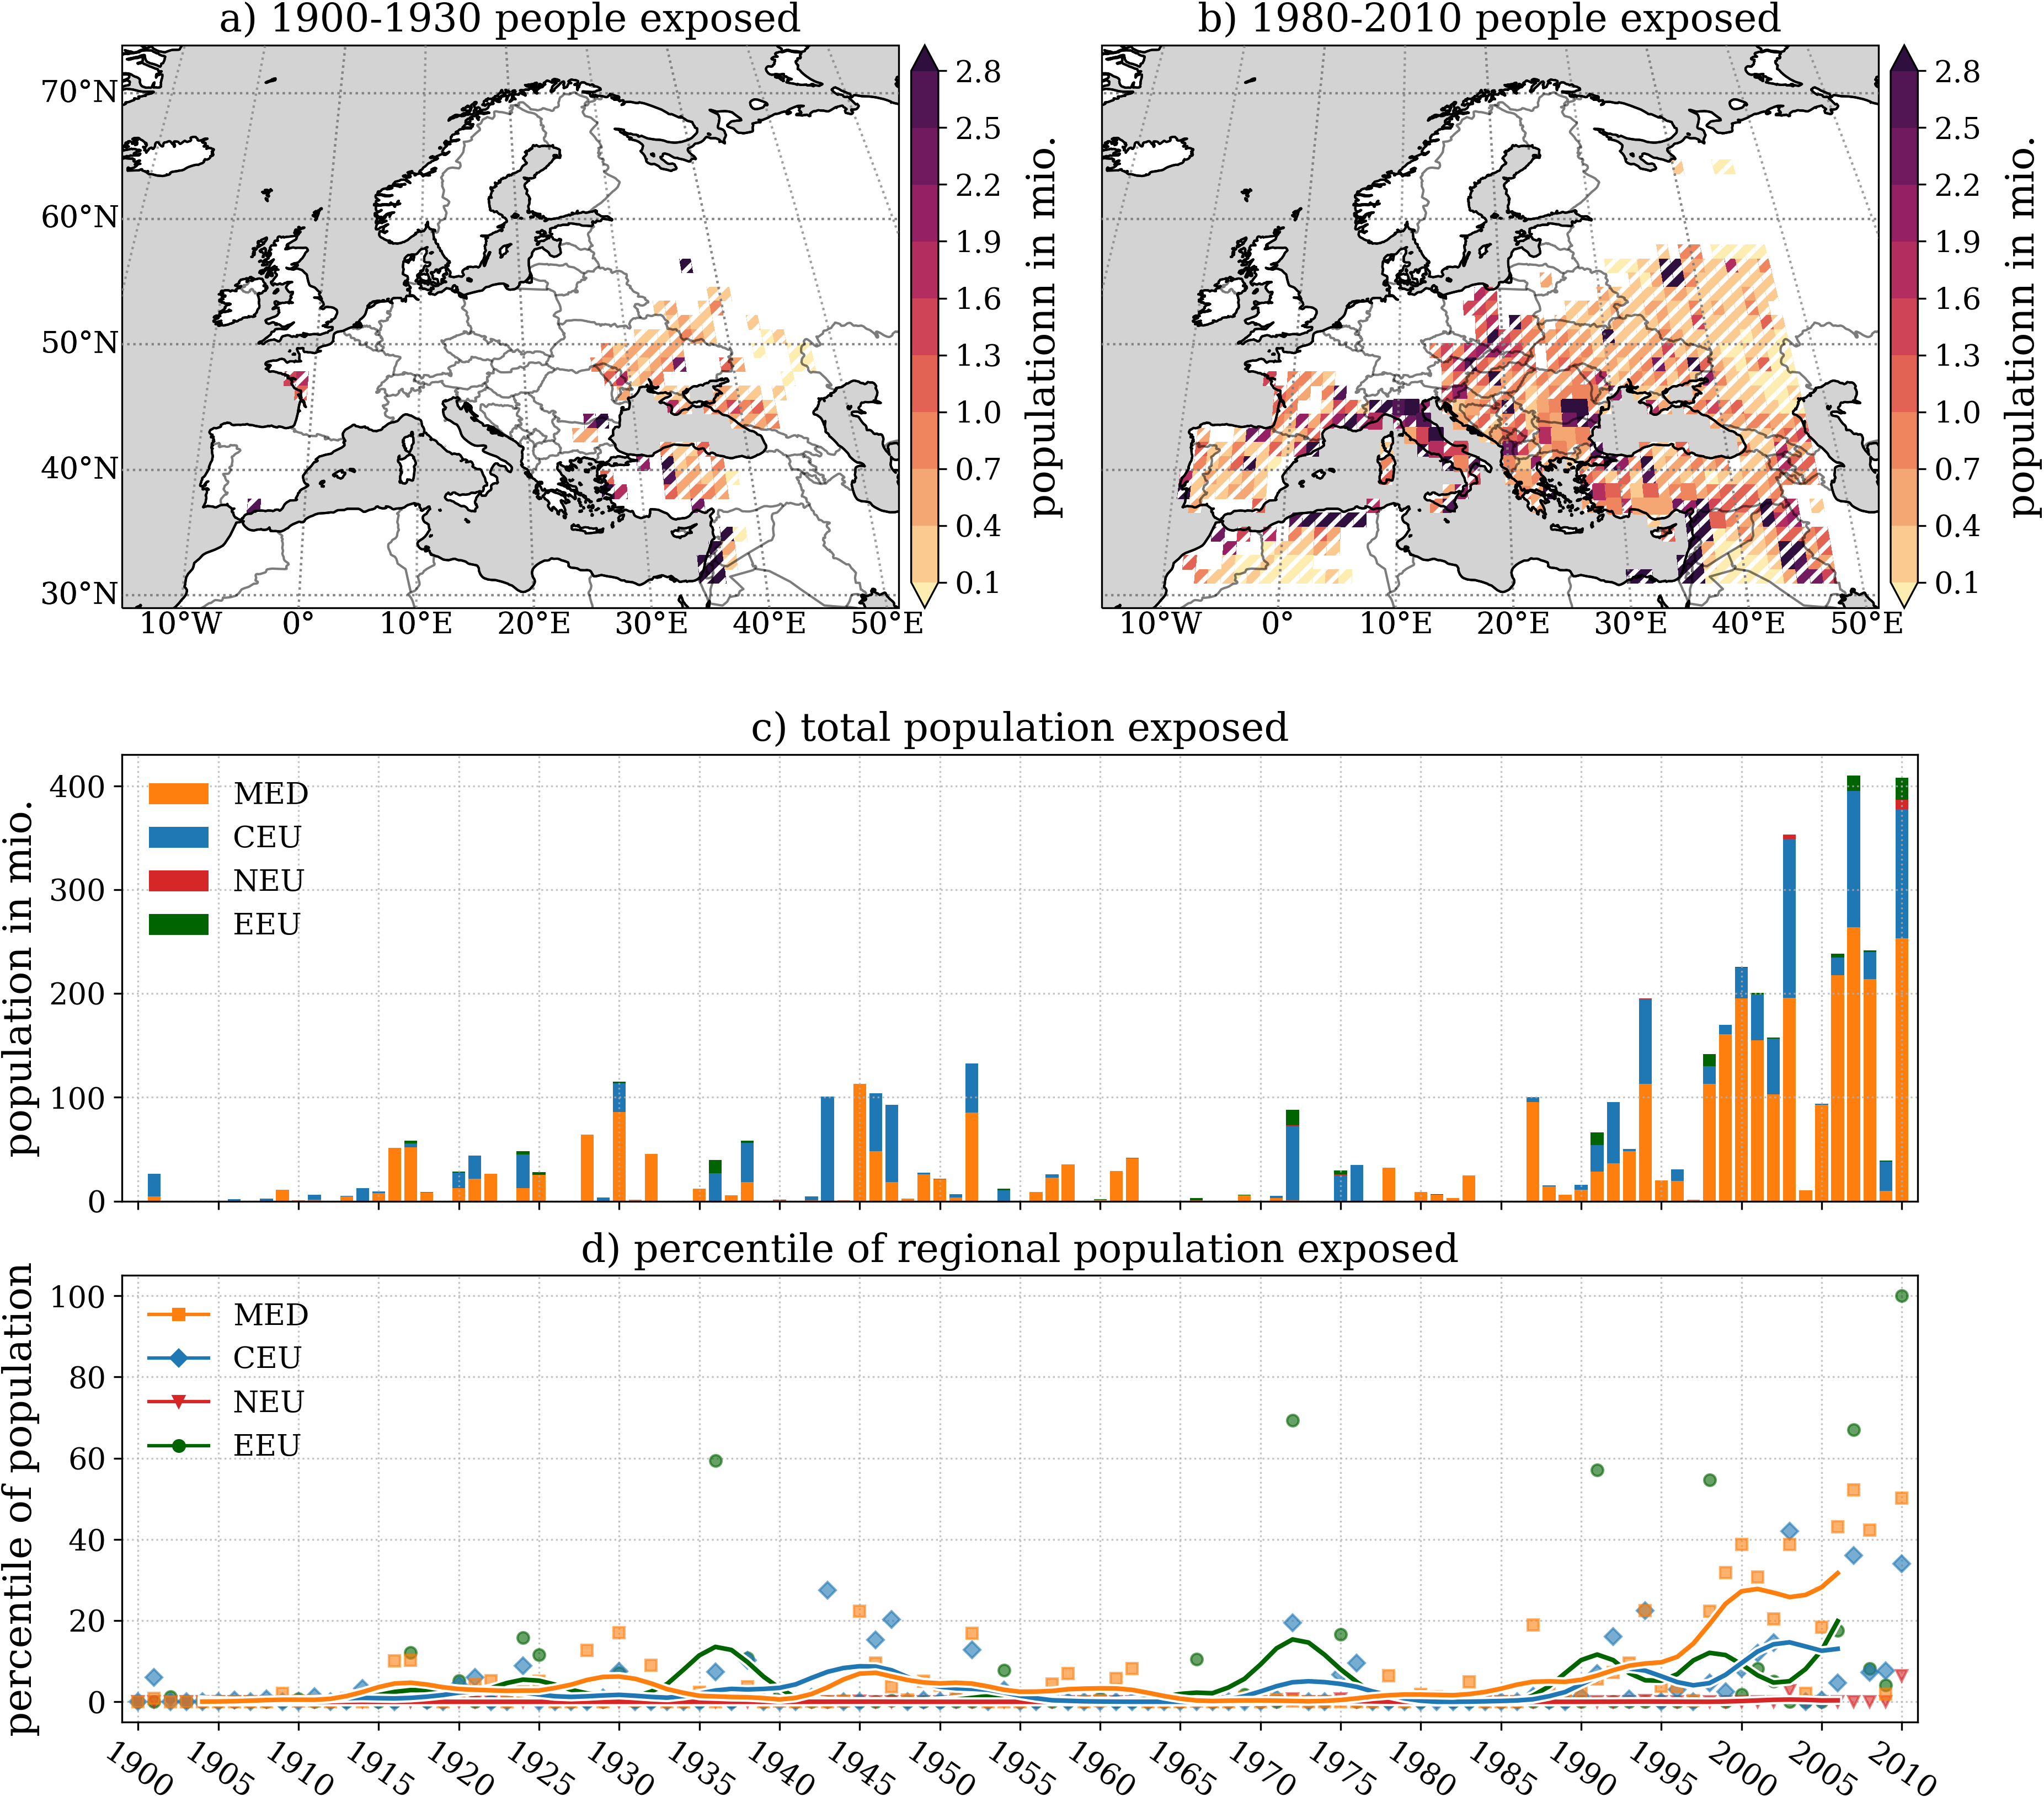 a) 1900-1930 people exposed
b) 1980-2010 people exposed
70°N
60°N
50°N
40°N
30°N
10°W 0° 10°E 20°E 30°E 40°E 50°E
2.8
2.5
2.2
1.9
1.6
1.3
1.0
0.7
0.4
0.1
populationn in mio.
10°W 0° 10°E 20°E 30°E 40°E 50°E
2.8
2.5
2.2
1.9
1.6
1.3
1.0
0.7
0.4
0.1
populationn in mio.
c) total population exposed
population in mio.
400
300
200
100
0
MED
CEU
NEU
EEU
d) percentile of regional population exposed
percentile of population
100
80
60
40
20
0
MED
CEU
NEU
EEU
1900 1905 1910 1915 1920 1925 1930 1935 1940 1945 1950 1955 1960 1965 1970 1975 1980 1985 1990 1995 2000 2005 2010